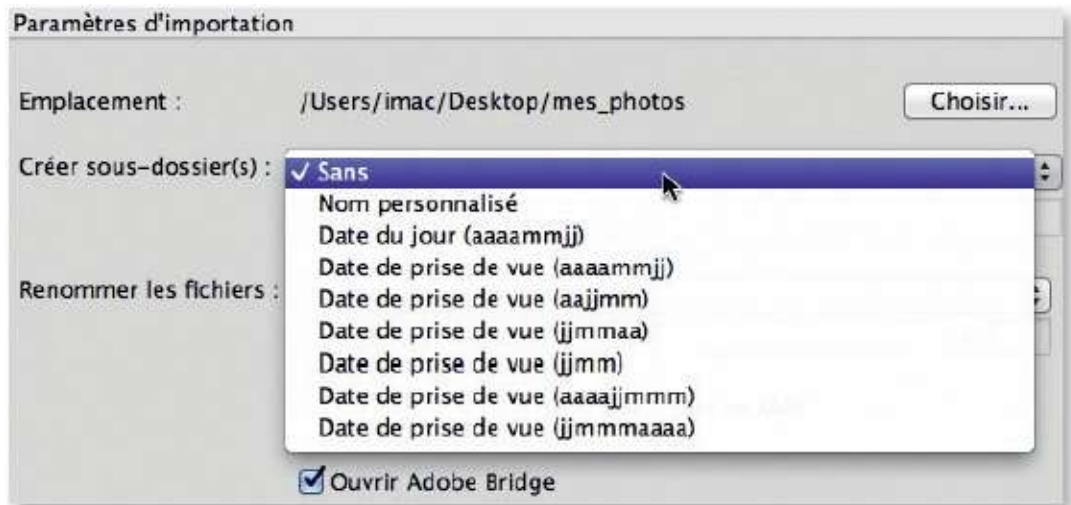 Paramètres d'importation
Emplacement : /Users/imac/Desktop/mes_photos Choisir...
Créer sous-dossier(s) : ✓ Sans
Nom personnalisé
Date du jour (aaaammjj)
Date de prise de vue (aaaammjj)
Renommer les fichiers : Date de prise de vue (aajjmm)
Date de prise de vue (jjmmaa)
Date de prise de vue (jjmm)
Date de prise de vue (aaaajjmmm)
Date de prise de vue (jjmmmaaaa)
Ouvrir Adobe Bridge